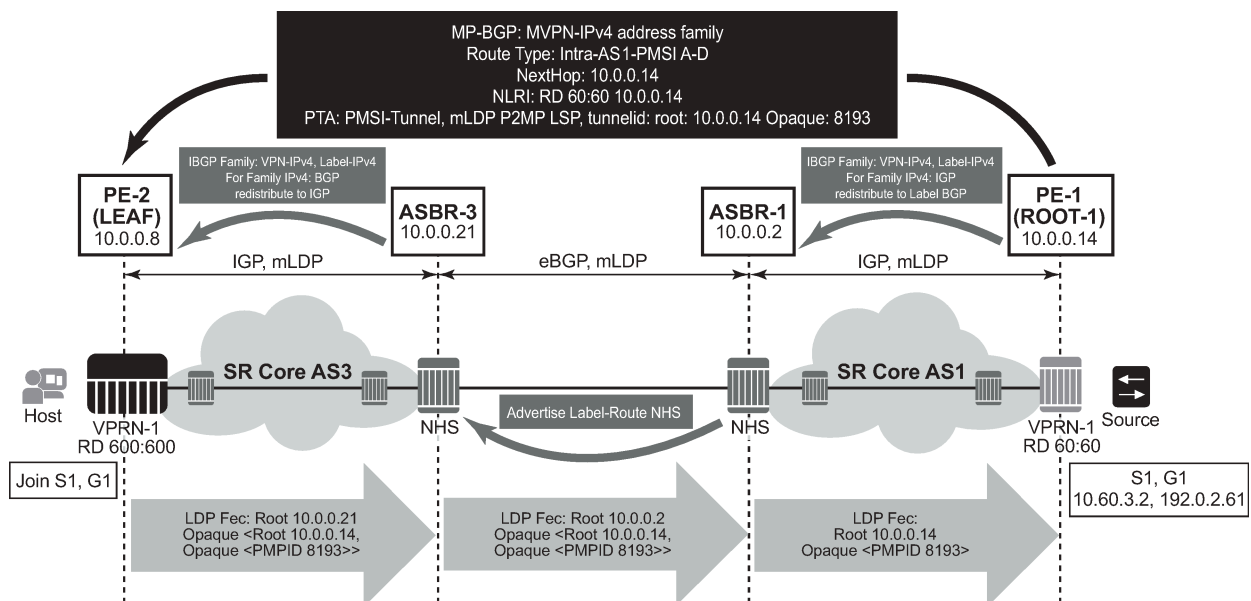 MP-BGP: MVPN-IPv4 address family
Route Type: Intra-AS1-PMSI A-D
NextHop: 10.0.0.14
NLRI: RD 60:60 10.0.0.14
PTA: PMSI-Tunnel, mLDP P2MP LSP, tunnelid: root: 10.0.0.14 Opaque: 8193
IBGP Family: VPN-IPv4, Label-IPv4
For Family IPv4: BGP
redistribute to IGP
IBGP Family: VPN-IPv4, Label-IPv4
For Family IPv4: IGP
redistribute to Label BGP
PE-2
(LEAF)
10.0.0.8
ASBR-3
10.0.0.21
ASBR-1
10.0.0.2
PE-1
(ROOT-1)
10.0.0.14
IGP, mLDP
eBGP, mLDP
IGP, mLDP
SR Core AS3
SR Core AS1
Host
VPRN-1
RD 600:600
NHS
Advertise Label-Route NHS
NHS
VPRN-1
RD 60:60
Source
Join S1, G1
S1, G1
10.60.3.2, 192.0.2.61
LDP Fec: Root 10.0.0.21
Opaque <Root 10.0.0.14,
Opaque <PMPID 8193>>
LDP Fec: Root 10.0.0.2
Opaque <Root 10.0.0.14,
Opaque <PMPID 8193>>
LDP Fec:
Root 10.0.0.14
Opaque <PMPID 8193>